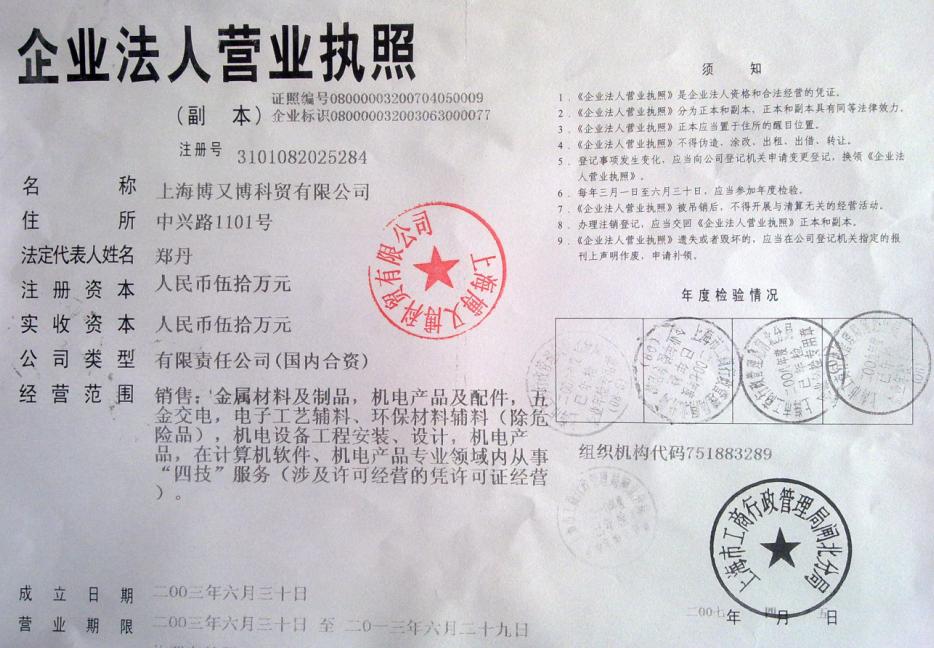 企业法人营业执照
(副 本)
证照编号08000003200704050009
企业标识08000003200306300077
注册号 3101082025284
名 称 上海博又博科贸有限公司
住 所 中兴路1101号
法定代表人姓名 郑丹
注册资本 人民币伍拾万元
实收资本 人民币伍拾万元
公司类型 有限责任公司(国内合资)
经营范围 销售:金属材料及制品,机电产品及配件,五
金交电,电子工艺辅料、环保材料辅料(除危
险品),机电设备工程安装、设计,机电产
品,在计算机软件、机电产品专业领域内从事
“四技”服务(涉及许可经营的凭许可证经营
)。
成立日期 二00三年六月三十日
营业期限 二00三年六月三十日 至 二0一三年六月二十九日
上海博又博科贸有限公司
须 知
1.《企业法人营业执照》是企业法人资格和合法经营的凭证。
2.《企业法人营业执照》分为正本和副本,正本和副本具有同等法律效力。
3.《企业法人营业执照》正本应当置于住所的醒目位置。
4.《企业法人营业执照》不得伪造、涂改、出租、出借、转让。
5.登记事项发生变化,应当向公司登记机关申请变更登记,换领《企业法
人营业执照》。
6.每年三月一日至六月三十日,应当参加年度检验。
7.《企业法人营业执照》被吊销后,不得开展与清算无关的经营活动。
8.办理注销登记,应当交回《企业法人营业执照》正本和副本。
9.《企业法人营业执照》遗失或者毁坏的,应当在公司登记机关指定的报
刊上声明作废,申请补领。
年度检验情况
组织机构代码751883289
上海市工商行政管理局闸北分局
二00七年 四月 五日